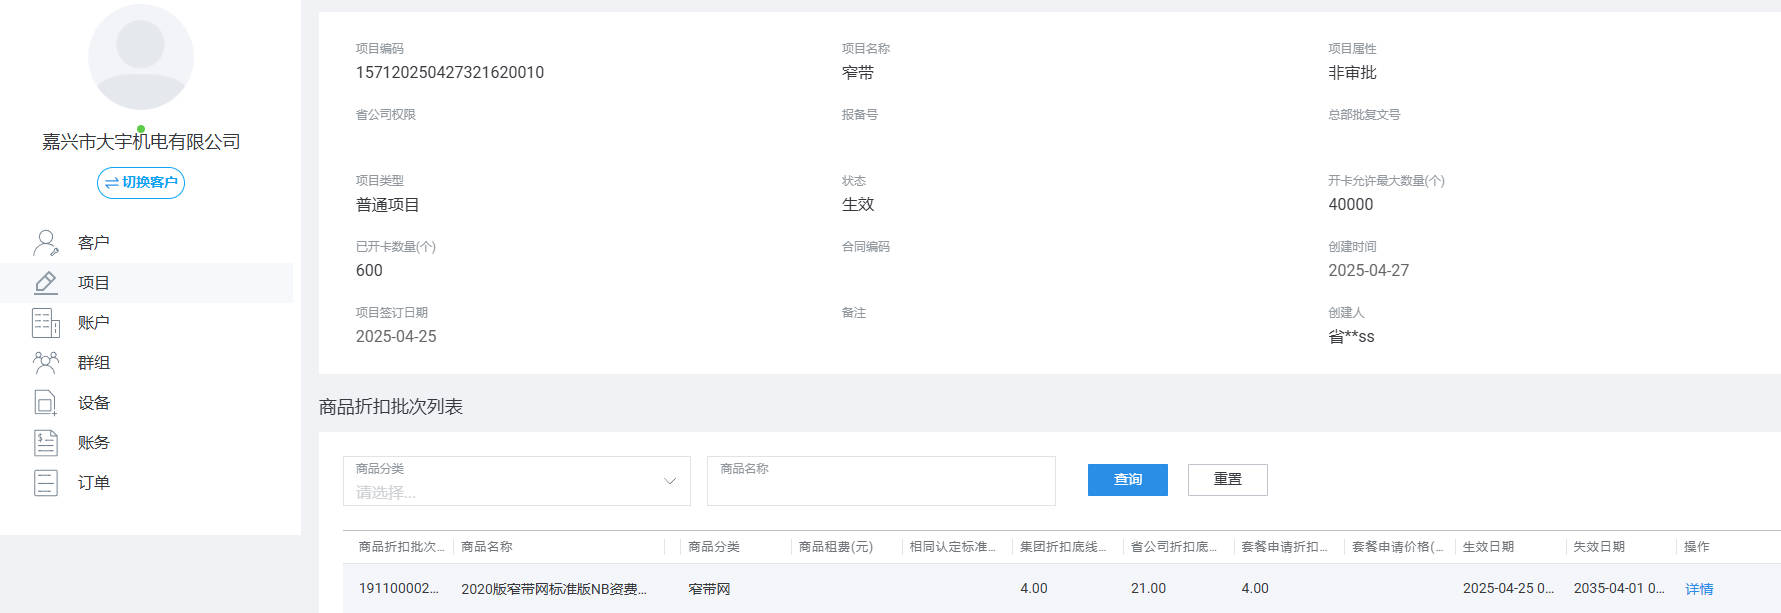 嘉兴市大宇机电有限公司
切换客户
客户
项目
账户
群组
设备
账务
订单
项目编码 项目名称 项目属性
157120250427321620010 窄带 非审批
省公司权限 报备号 总部批复文号
项目类型 状态 开卡允许最大数量(个)
普通项目 生效 40000
已开卡数量(个) 合同编码 创建时间
600 2025-04-27
项目签订日期 备注 创建人
2025-04-25 省**ss
商品折扣批次列表
商品分类 商品名称
请选择... 查询 重置
商品折扣批次... 商品名称 商品分类 商品租费(元) 相同认定标准... 集团折扣底线... 省公司折扣底... 套餐申请折扣... 套餐申请价格(... 生效日期 失效日期 操作
191100002... 2020版窄带网标准版NB资费... 窄带网 4.00 21.00 4.00 2025-04-25 0... 2035-04-01 0... 详情